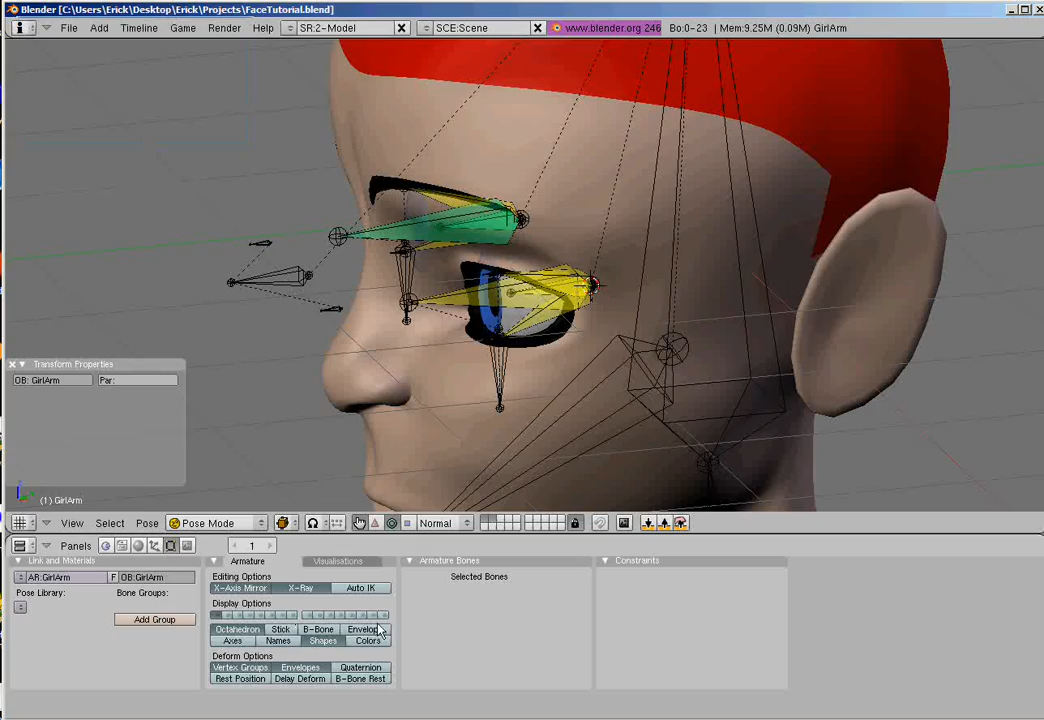 Blender [C:\Users\Erick\Desktop\Erick\Projects\FaceTutorial.blend]
File Add Timeline Game Render Help SR:2-Model SCE:Scene www.blender.org 246 Bo:0-23 | Mem:9.25M (0.09M) GirlArm
Transform Properties
OB: GirlArm Par:
(1) GirlArm
View Select Pose Pose Mode Normal
Panels 1
Link and Materials Armature Visualisations Armature Bones Constraints
AR:GirlArm F OB:GirlArm Editing Options Selected Bones
Pose Library: Bone Groups: X-Axis Mirror X-Ray Auto IK
Display Options
Add Group
Octahedron Stick B-Bone Envelop
Axes Names Shapes Colors
Deform Options
Vertex Groups Envelopes Quaternion
Rest Position Delay Deform B-Bone Rest